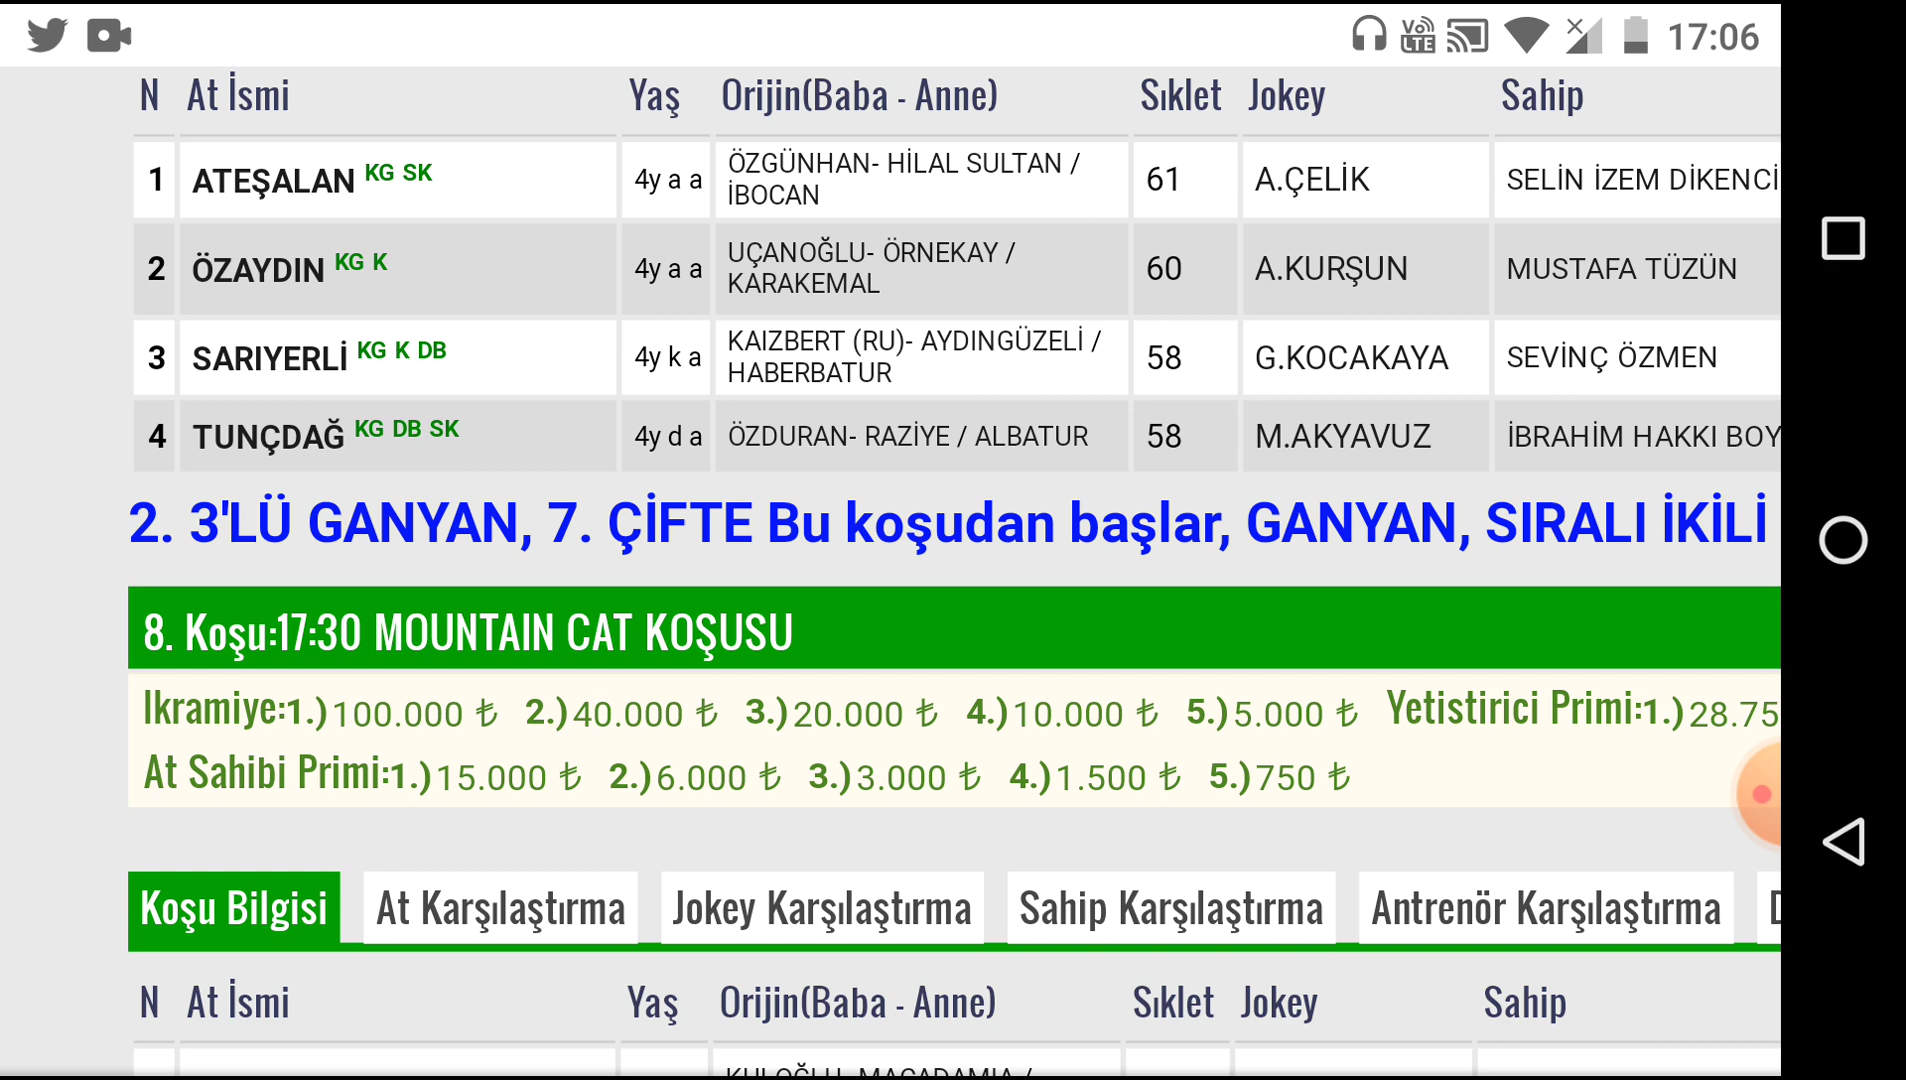 VoLTE 17:06
N At İsmi Yaş Orijin(Baba - Anne) Sıklet Jokey Sahip
1 ATEŞALAN KG SK 4y a a ÖZGÜNHAN- HİLAL SULTAN / İBOCAN 61 A.ÇELİK SELİN İZEM DİKENCİ
2 ÖZAYDIN KG K 4y a a UÇANOĞLU- ÖRNEKAY / KARAKEMAL 60 A.KURŞUN MUSTAFA TÜZÜN
3 SARIYERLİ KG K DB 4y k a KAIZBERT (RU)- AYDINGÜZELİ / HABERBATUR 58 G.KOCAKAYA SEVİNÇ ÖZMEN
4 TUNÇDAĞ KG DB SK 4y d a ÖZDURAN- RAZİYE / ALBATUR 58 M.AKYAVUZ İBRAHİM HAKKI BOY
2. 3'LÜ GANYAN, 7. ÇİFTE Bu koşudan başlar, GANYAN, SIRALI İKİLİ
8. Koşu:17:30 MOUNTAIN CAT KOŞUSU
Ikramiye:1.)100.000 ₺ 2.)40.000 ₺ 3.)20.000 ₺ 4.)10.000 ₺ 5.)5.000 ₺ Yetistirici Primi:1.)28.75
At Sahibi Primi:1.)15.000 ₺ 2.)6.000 ₺ 3.)3.000 ₺ 4.)1.500 ₺ 5.)750 ₺
Koşu Bilgisi At Karşılaştırma Jokey Karşılaştırma Sahip Karşılaştırma Antrenör Karşılaştırma
N At İsmi Yaş Orijin(Baba - Anne) Sıklet Jokey Sahip
KULOĞLU- MACADAMIA /